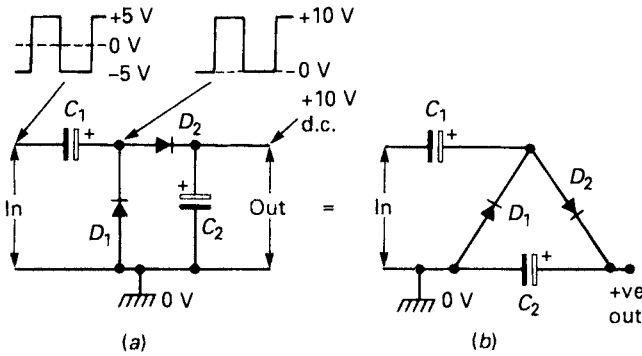 +5 V
0 V
−5 V
+10 V
0 V
C1
+
D2
+10 V
d.c.
In
D1
+
C2
Out
0 V
(a)
=
C1
+
In
D1
D2
0 V
+
C2
+ve
out
(b)